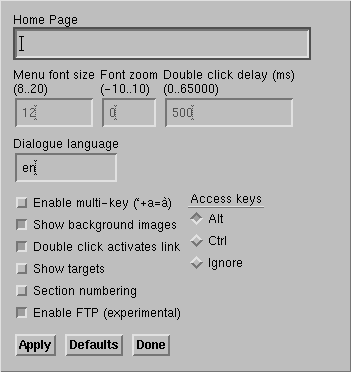 Home Page
Menu font size Font zoom Double click delay (ms)
(8..20) (-10..10) (0..65000)
12 0 500
Dialogue language
en
Enable multi-key (`+a=à) Access keys
Show background images Alt
Double click activates link Ctrl
Show targets Ignore
Section numbering
Enable FTP (experimental)
Apply Defaults Done